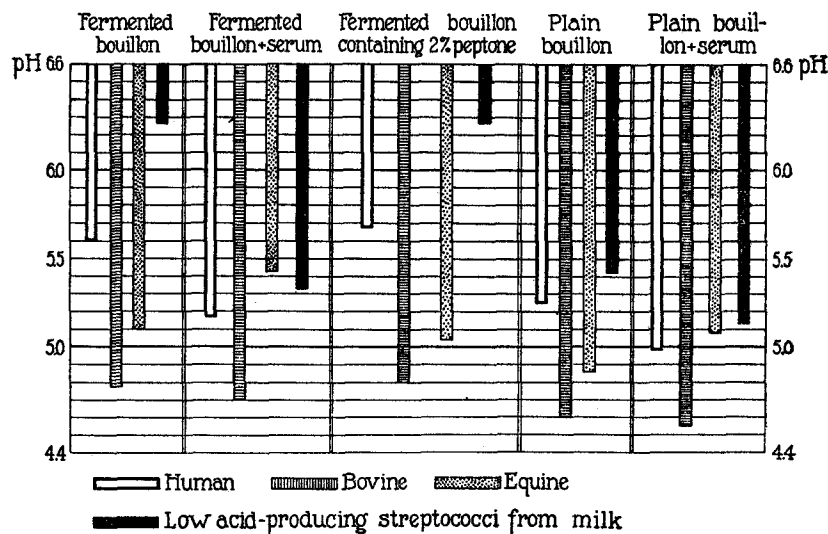 Fermented bouillon
Fermented bouillon+serum
Fermented bouillon containing 2% peptone
Plain bouillon
Plain bouil- lon+serum
pH 6.6
6.0
5.5
5.0
4.4
6.6 pH
6.0
5.5
5.0
4.4
Human Bovine Equine
Low acid-producing streptococci from milk